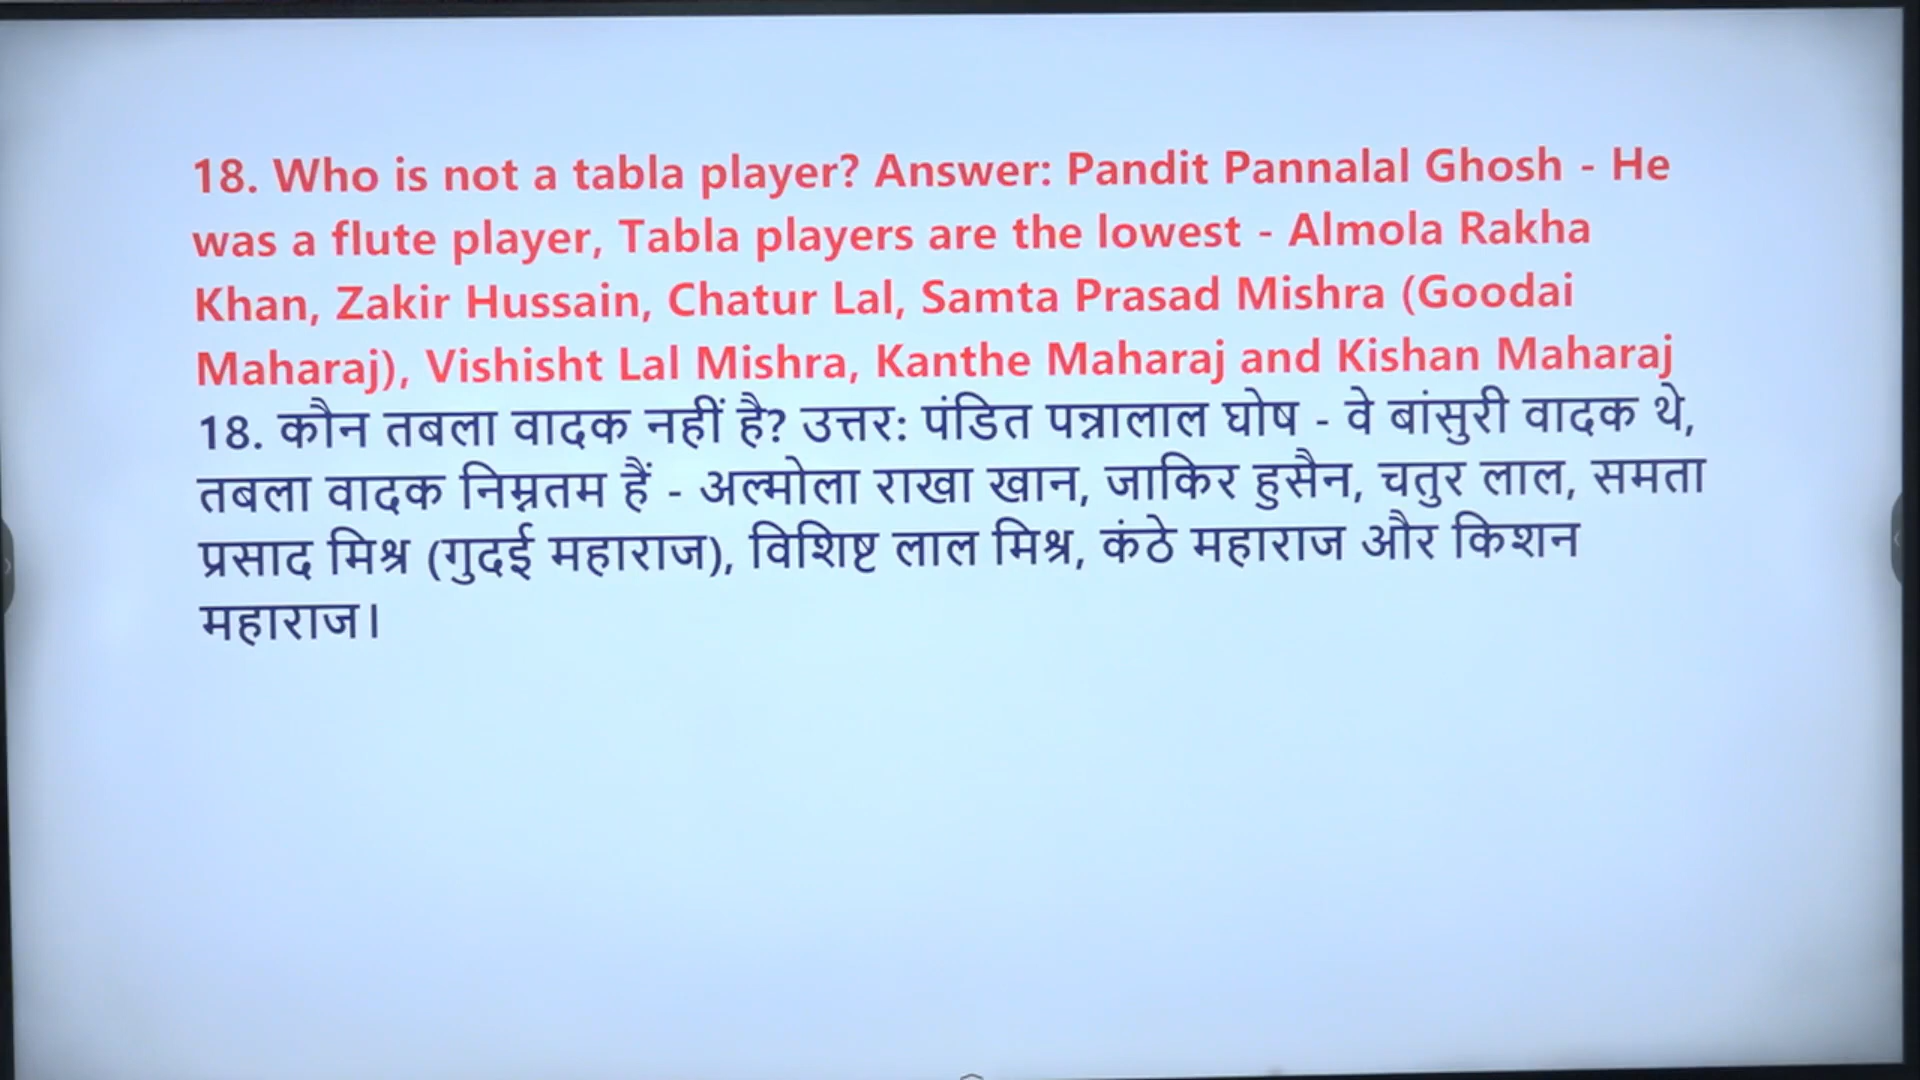 18. Who is not a tabla player? Answer: Pandit Pannalal Ghosh - He
was a flute player, Tabla players are the lowest - Almola Rakha
Khan, Zakir Hussain, Chatur Lal, Samta Prasad Mishra (Goodai
Maharaj), Vishisht Lal Mishra, Kanthe Maharaj and Kishan Maharaj
18. कौन तबला वादक नहीं है? उत्तर: पंडित पन्नालाल घोष - वे बांसुरी वादक थे,
तबला वादक निम्नतम हैं - अल्मोला राखा खान, जाकिर हुसैन, चतुर लाल, समता
प्रसाद मिश्र (गुदई महाराज), विशिष्ट लाल मिश्र, कंठे महाराज और किशन
महाराज।